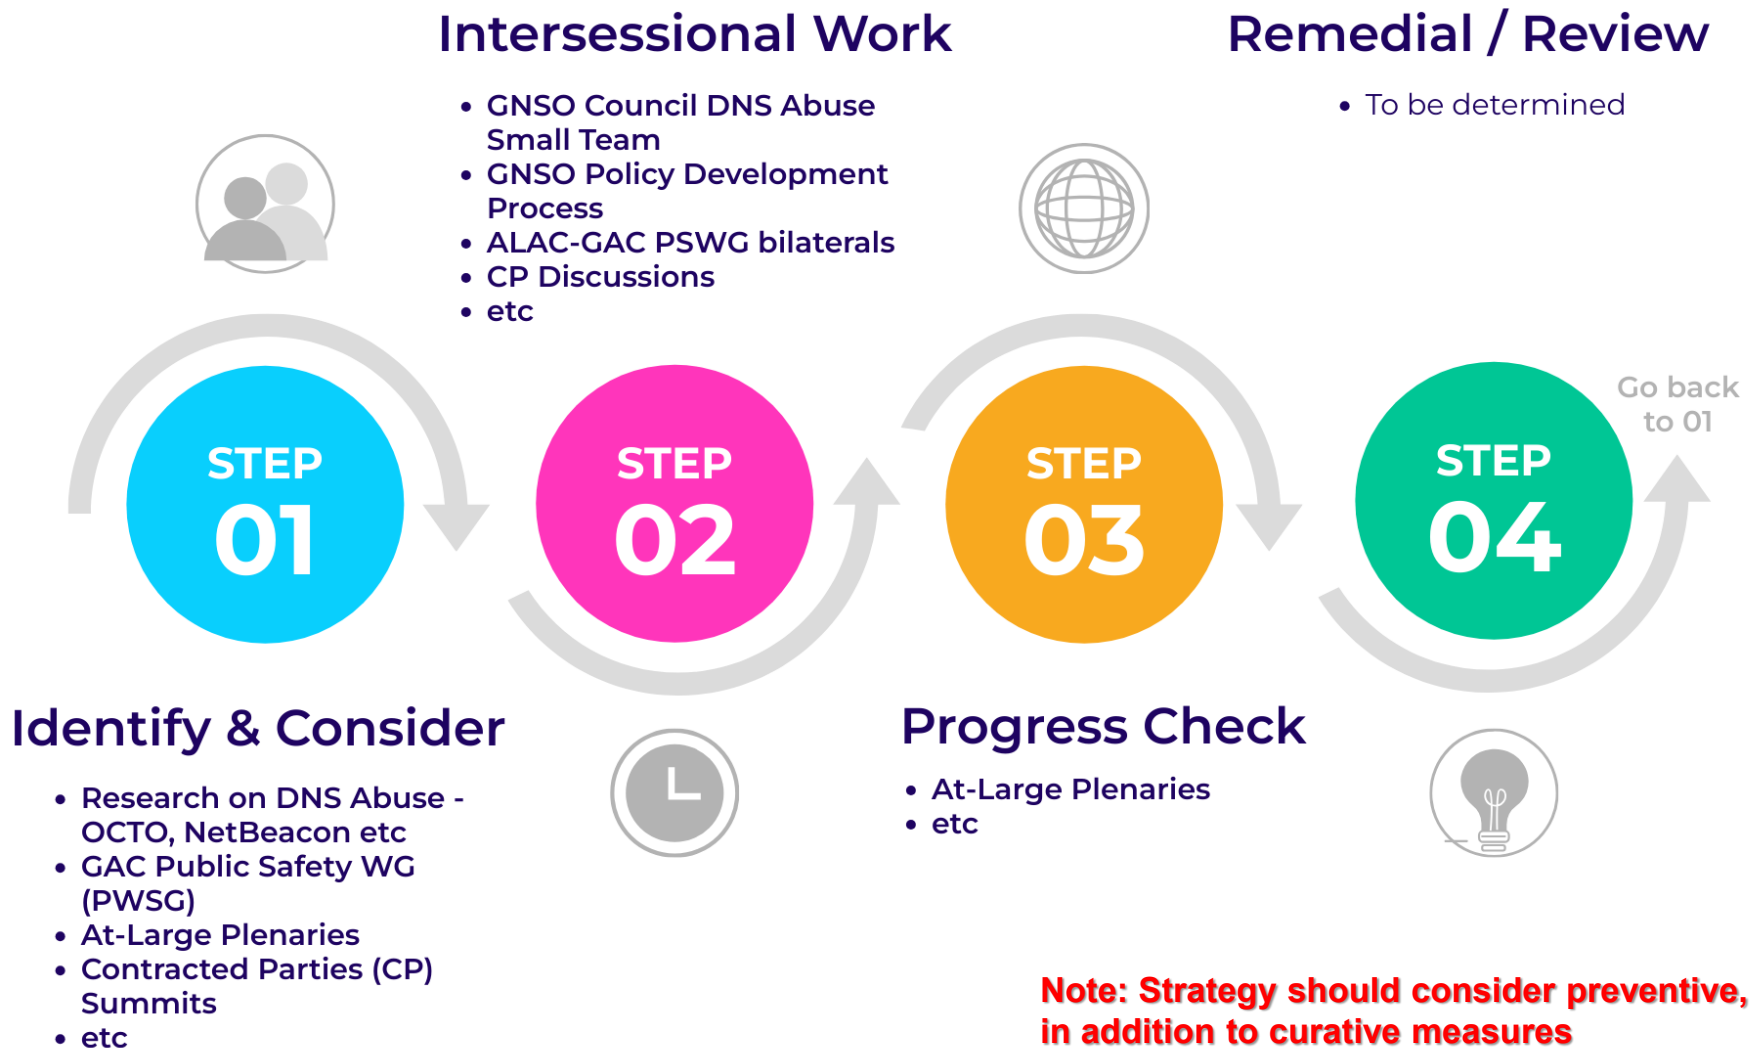 Intersessional Work
• GNSO Council DNS Abuse
Small Team
• GNSO Policy Development
Process
• ALAC-GAC PSWG bilaterals
• CP Discussions
• etc
Remedial / Review
• To be determined
STEP
01
STEP
02
STEP
03
STEP
04
Go back
to 01
Identify & Consider
• Research on DNS Abuse -
OCTO, NetBeacon etc
• GAC Public Safety WG
(PWSG)
• At-Large Plenaries
• Contracted Parties (CP)
Summits
• etc
Progress Check
• At-Large Plenaries
• etc
Note: Strategy should consider preventive,
in addition to curative measures